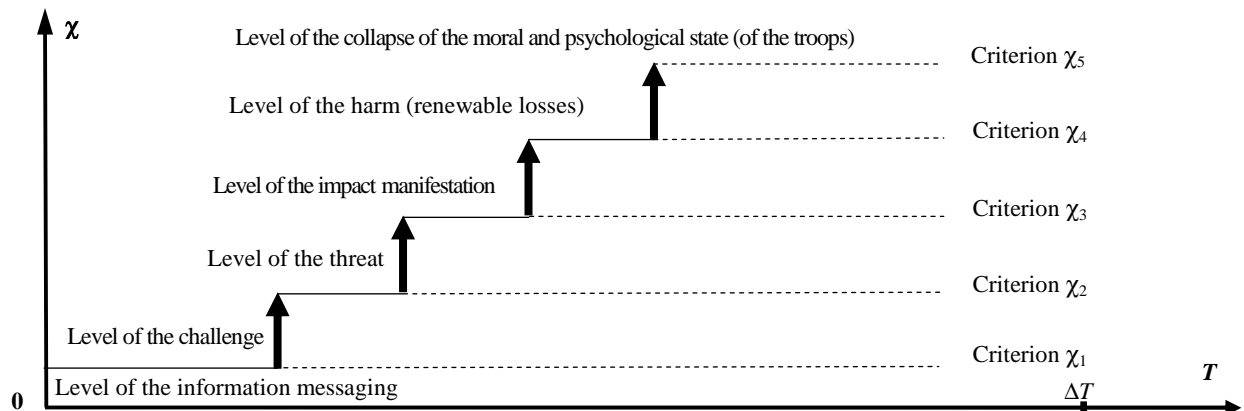 χ
Level of the collapse of the moral and psychological state (of the troops)
Criterion χ5
Level of the harm (renewable losses)
Criterion χ4
Level of the impact manifestation
Criterion χ3
Level of the threat
Criterion χ2
Level of the challenge
Criterion χ1
Level of the information messaging
0
ΔT
T